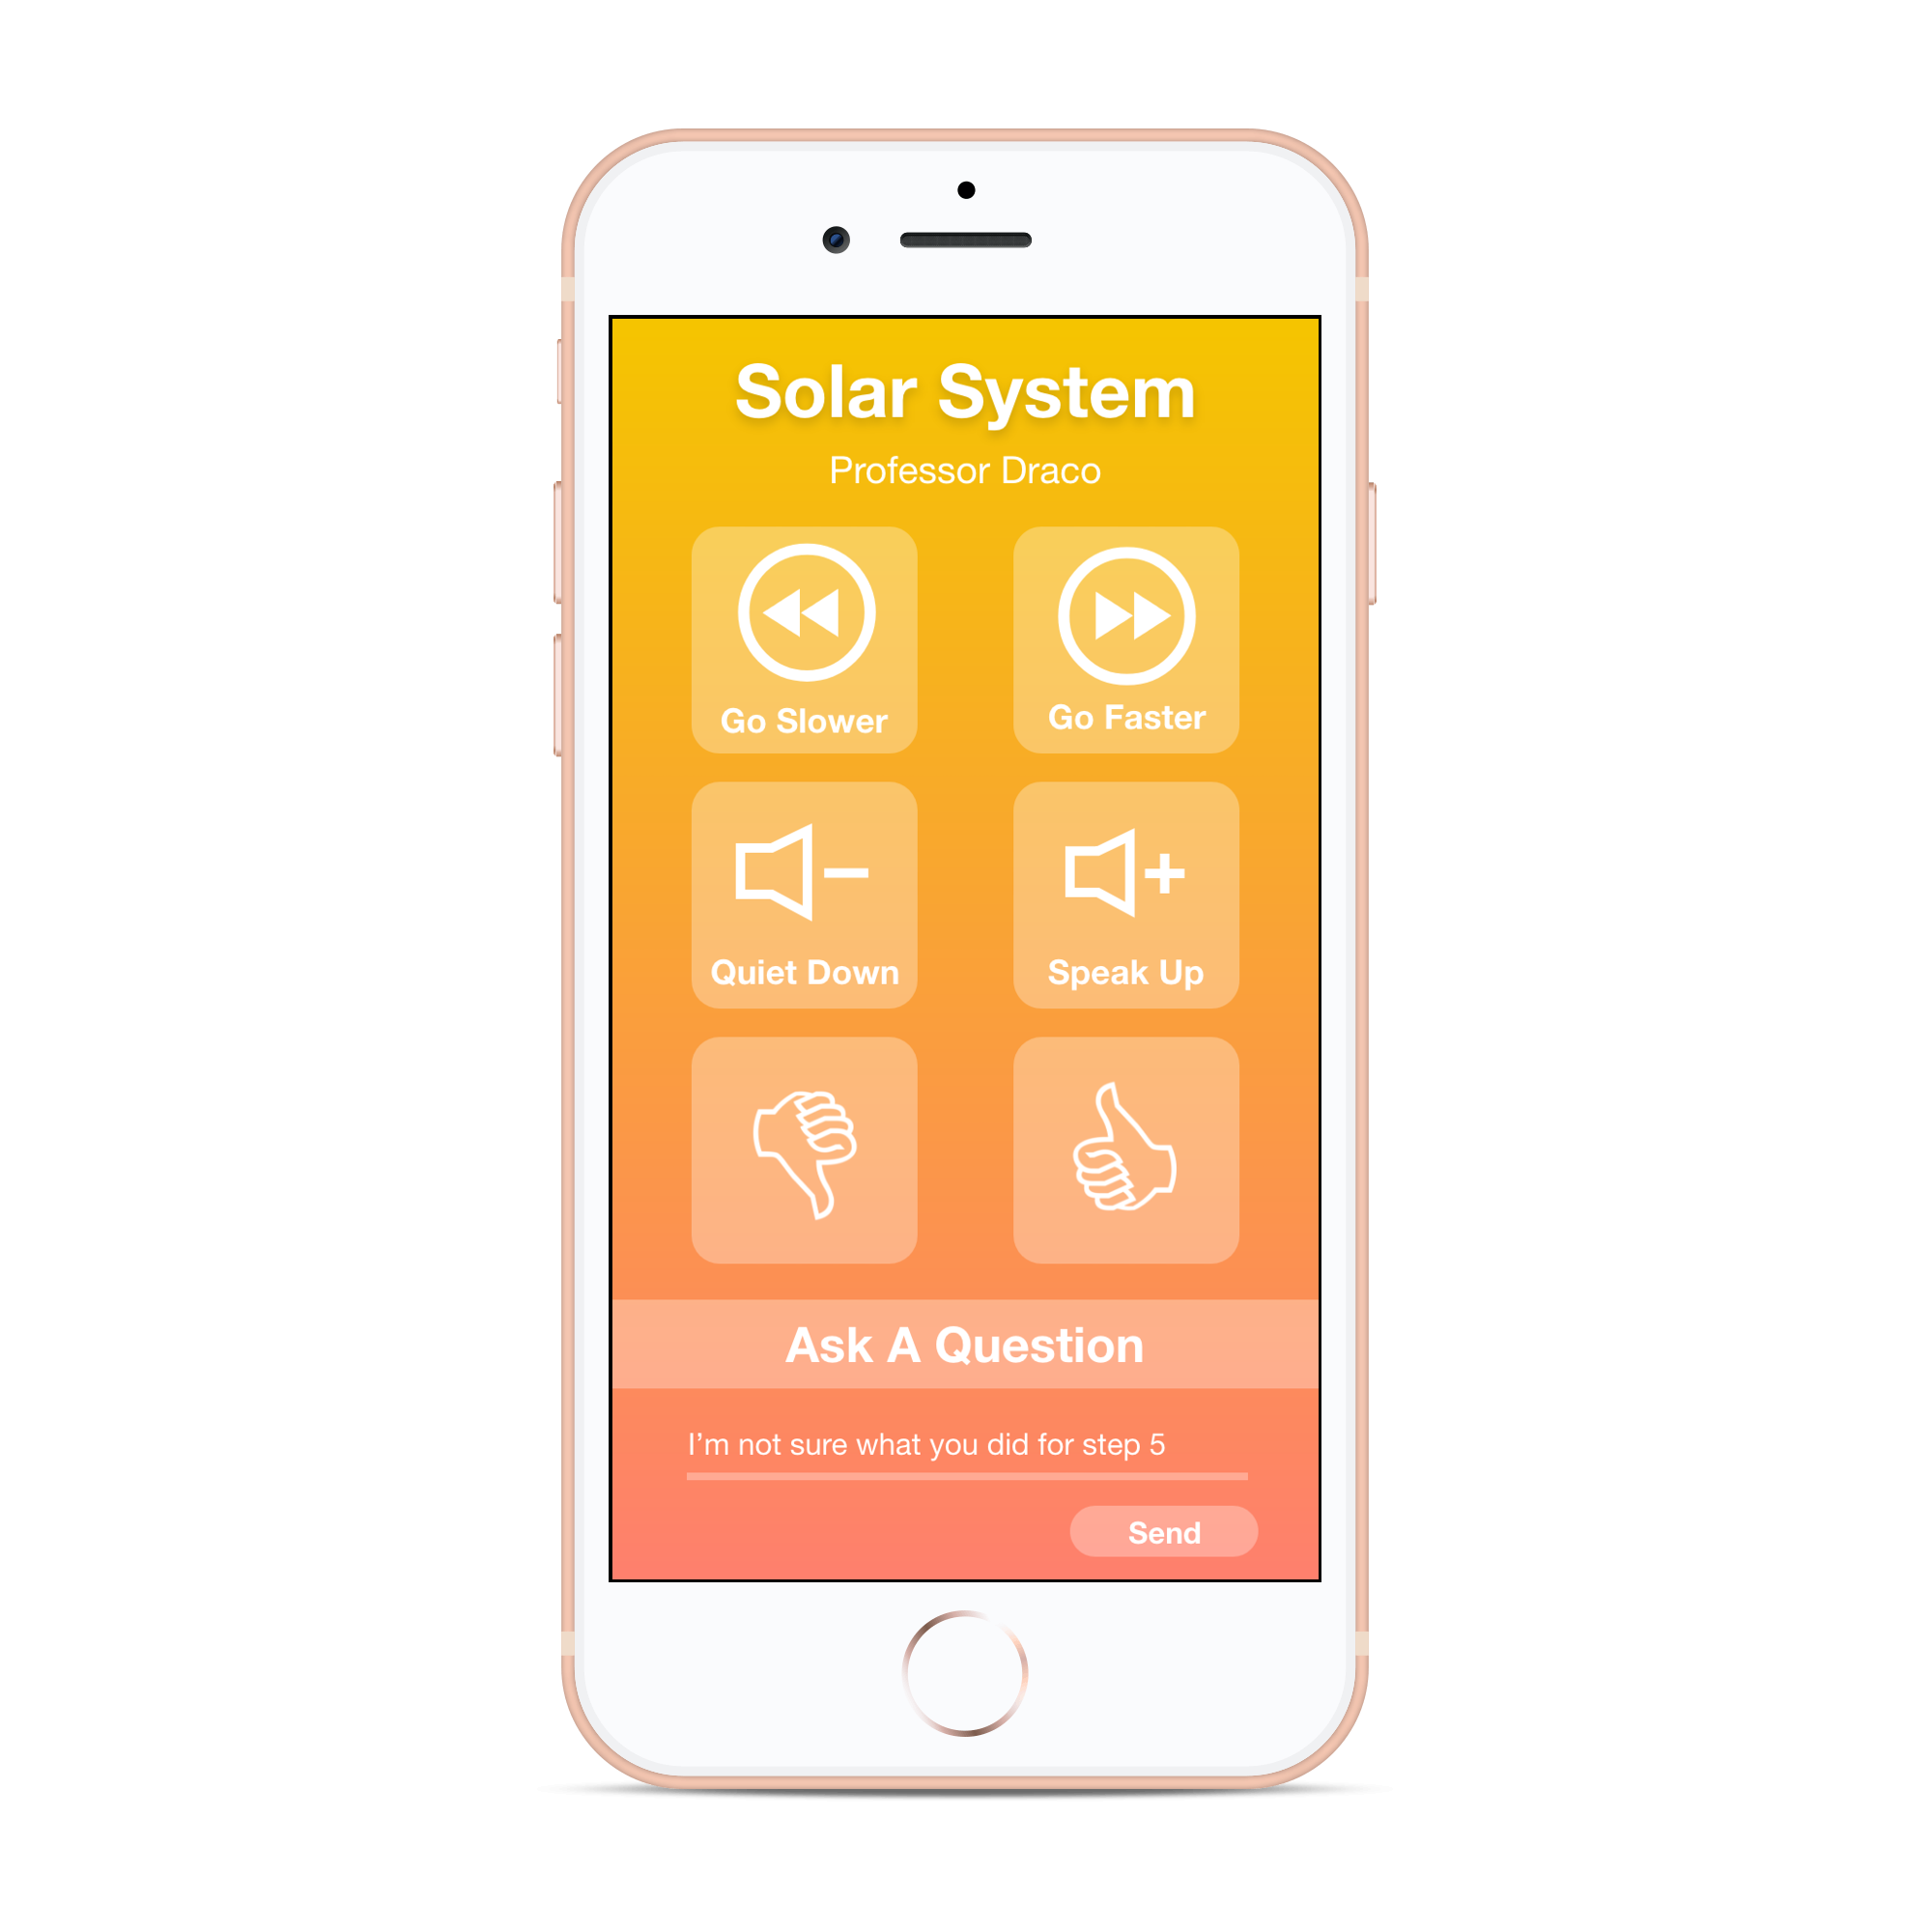 Solar System
Professor Draco
Go Slower
Go Faster
Quiet Down
Speak Up
Ask A Question
I’m not sure what you did for step 5
Send